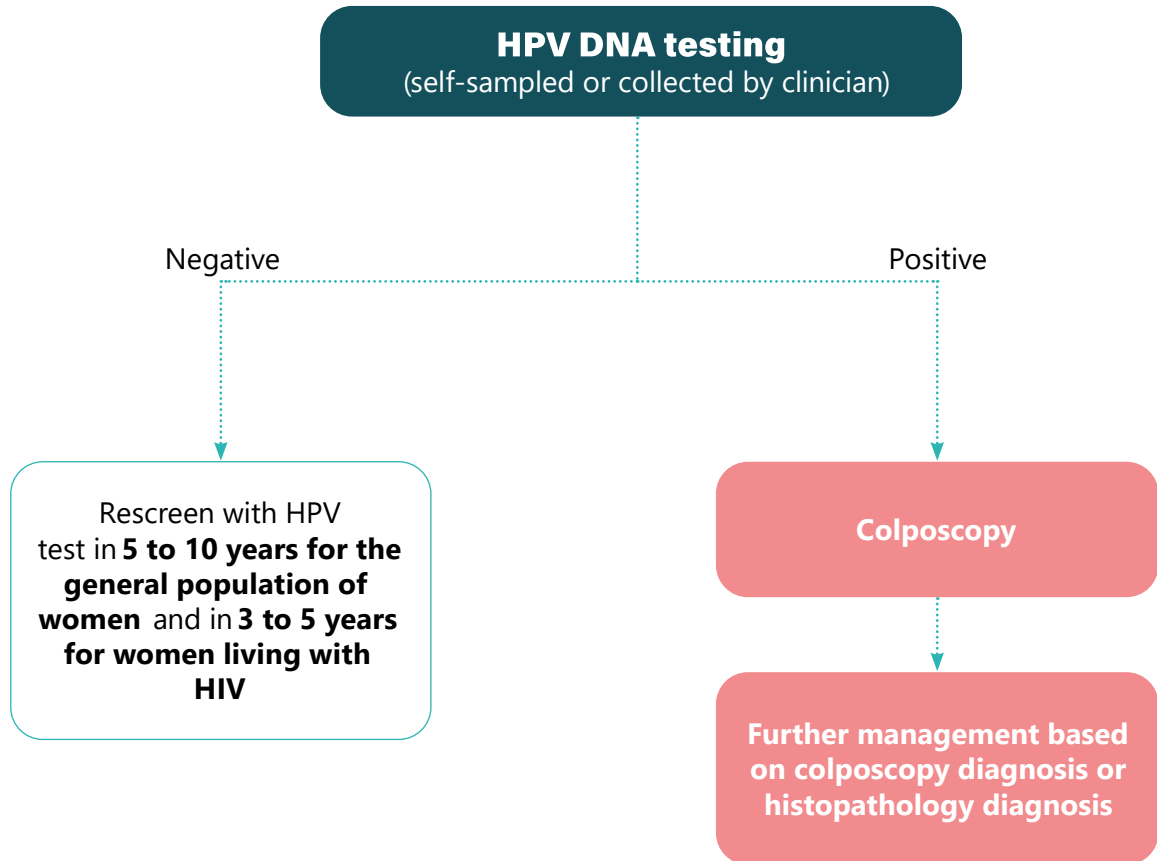 HPV DNA testing
(self-sampled or collected by clinician)
Negative
Positive
Rescreen with HPV
test in 5 to 10 years for the
general population of
women and in 3 to 5 years
for women living with
HIV
Colposcopy
Further management based
on colposcopy diagnosis or
histopathology diagnosis